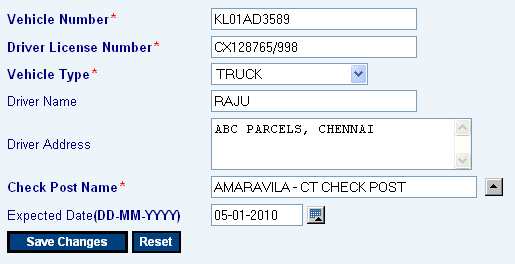 Vehicle Number* KL01AD3589
Driver License Number* CX128765/998
Vehicle Type* TRUCK
Driver Name RAJU
Driver Address ABC PARCELS, CHENNAI
Check Post Name* AMARAVILA - CT CHECK POST
Expected Date(DD-MM-YYYY) 05-01-2010
Save Changes Reset